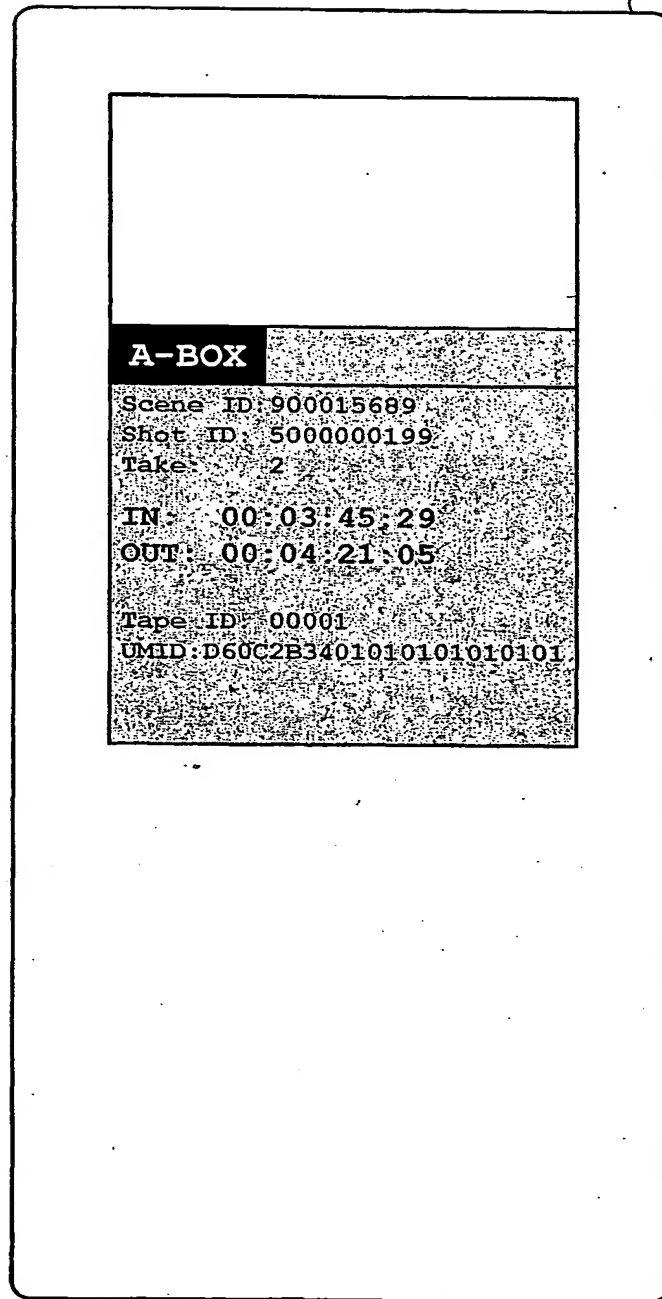 A-BOX
Scene ID:900015689
Shot ID: 5000000199
Take: 2
IN: 00:03:45:29
OUT: 00:04:21:05
Tape ID: 00001
UMID:D60C2B3401010101010101